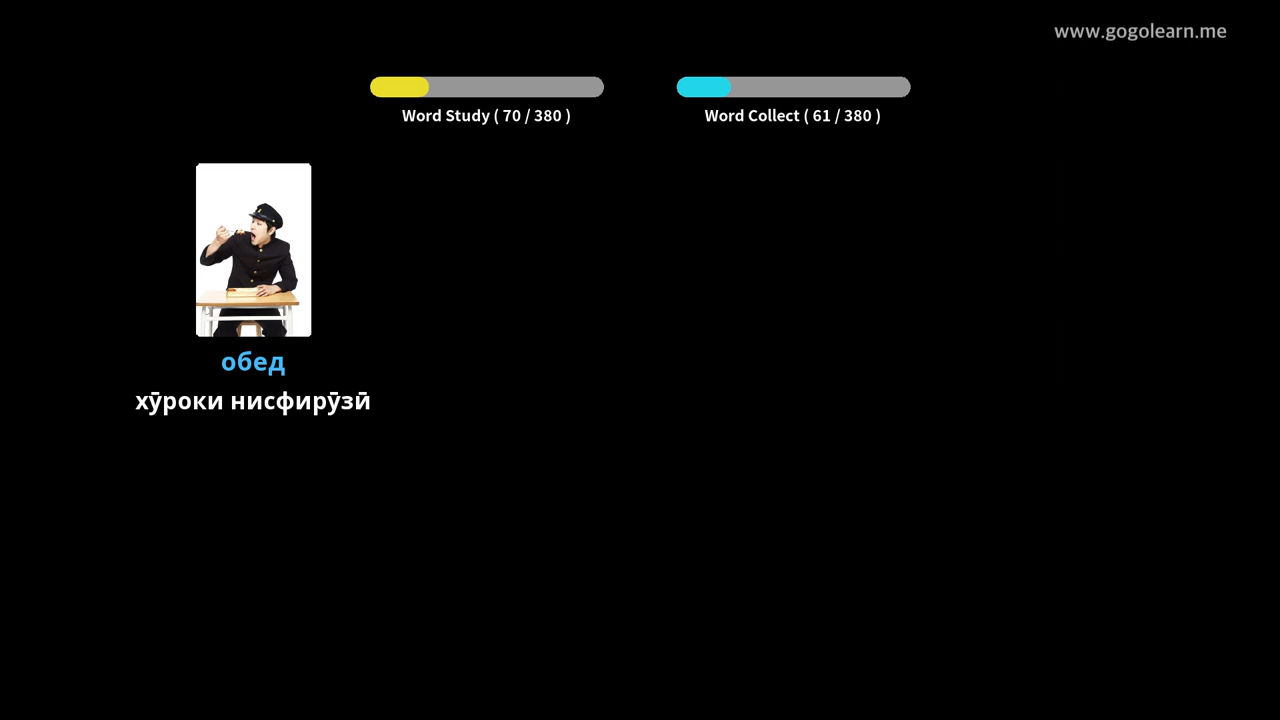 www.gogolearn.me
Word Study ( 70 / 380 )
Word Collect ( 61 / 380 )
обед
хӯроки нисфирӯзӣ